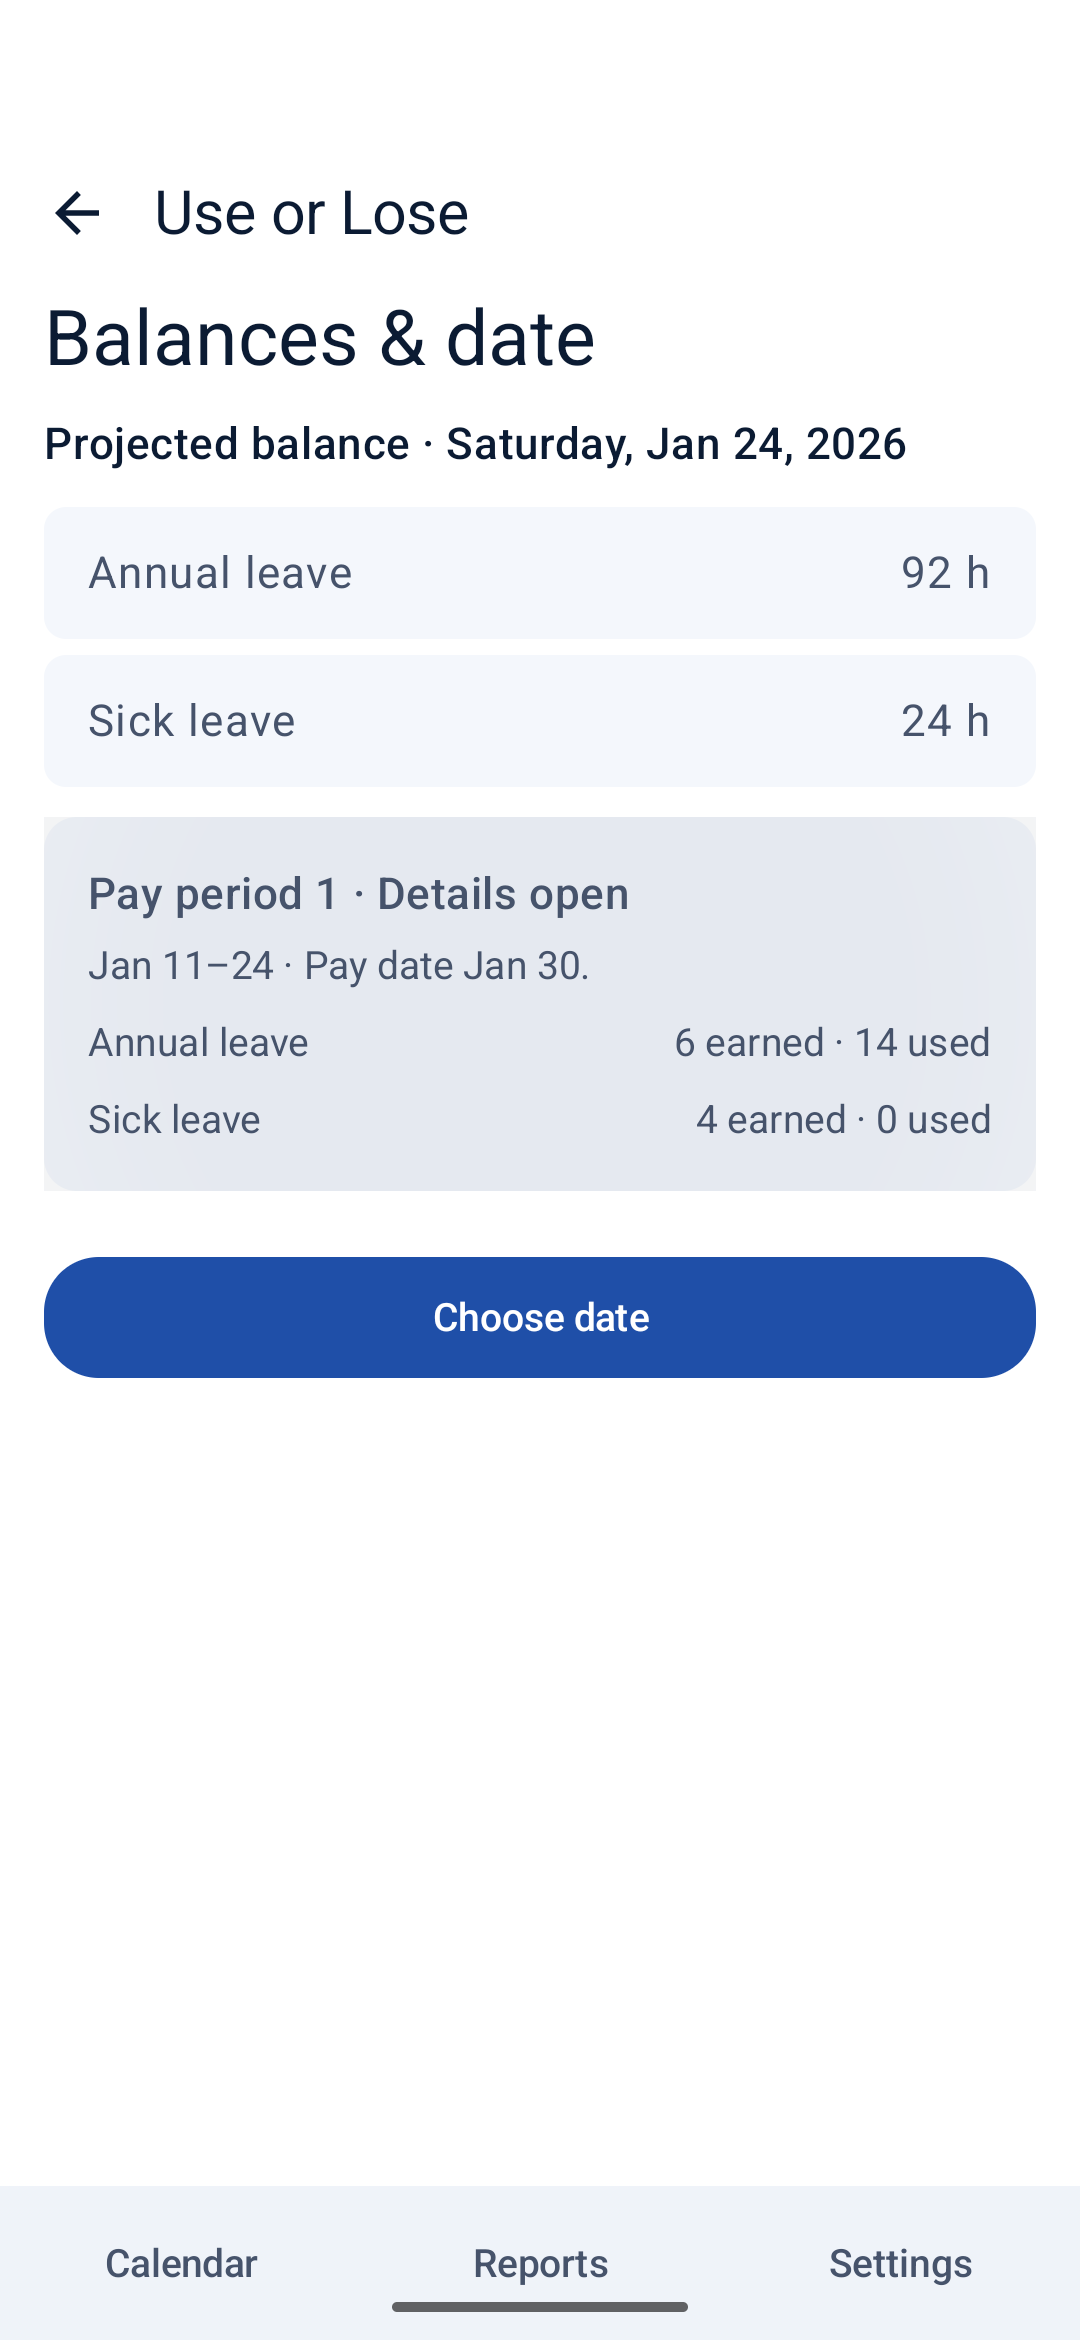 Use or Lose
Balances & date
Projected balance · Saturday, Jan 24, 2026
Annual leave 92 h
Sick leave 24 h
Pay period 1 · Details open
Jan 11–24 · Pay date Jan 30.
Annual leave 6 earned · 14 used
Sick leave 4 earned · 0 used
Choose date
Calendar Reports Settings